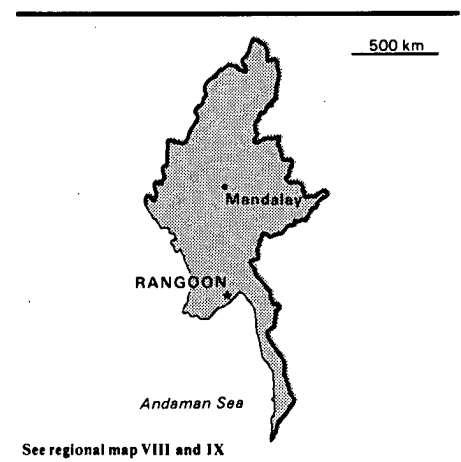 500 km
Mandalay
RANGOON
Andaman Sea
See regional map VIII and IX